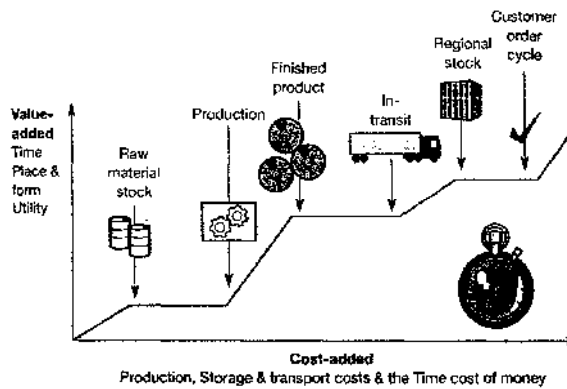 Customer
order
cycle
Regional
stock
Finished
product
In-
transit
Production
Value-
added
Time
Place &
form
Utility
Raw
material
stock
Cost-added
Production, Storage & transport costs & the Time cost of money